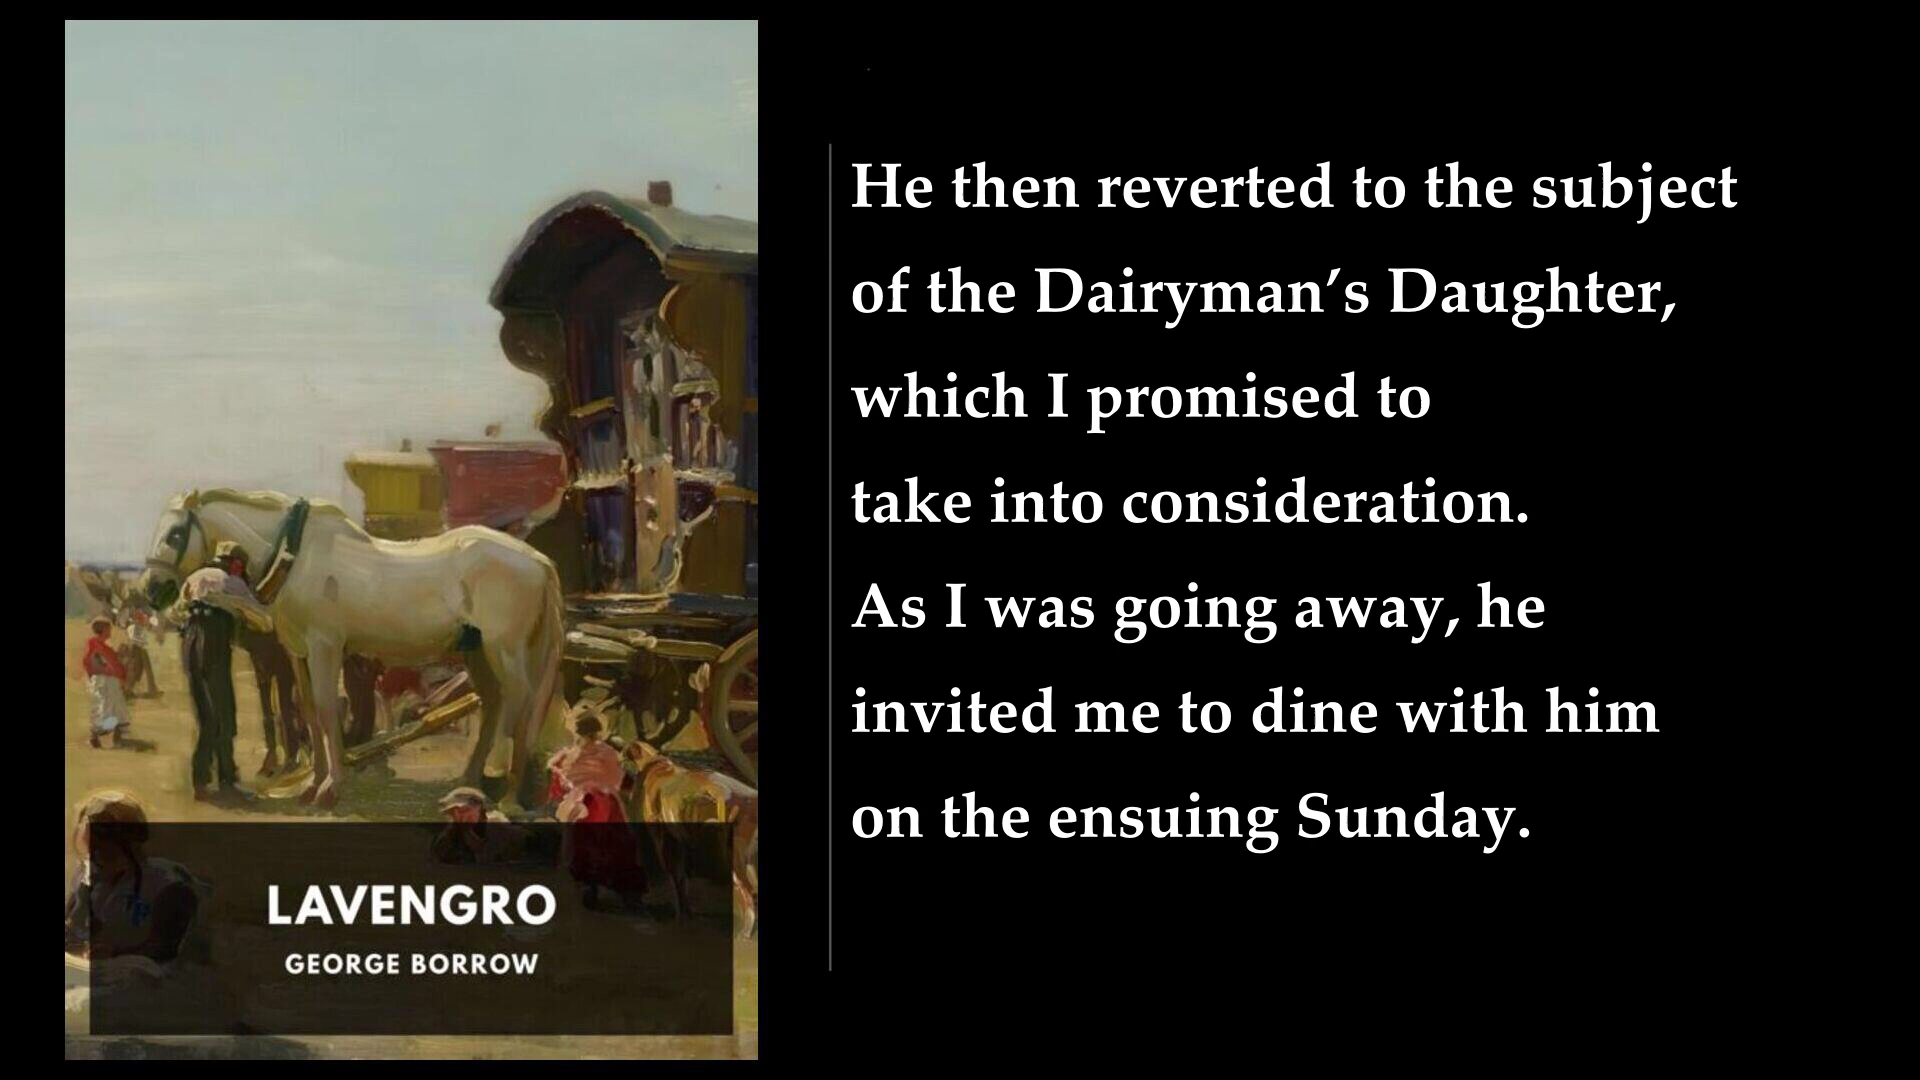 He then reverted to the subject
of the Dairyman’s Daughter,
which I promised to
take into consideration.
As I was going away, he
invited me to dine with him
on the ensuing Sunday.
LAVENGRO
GEORGE BORROW